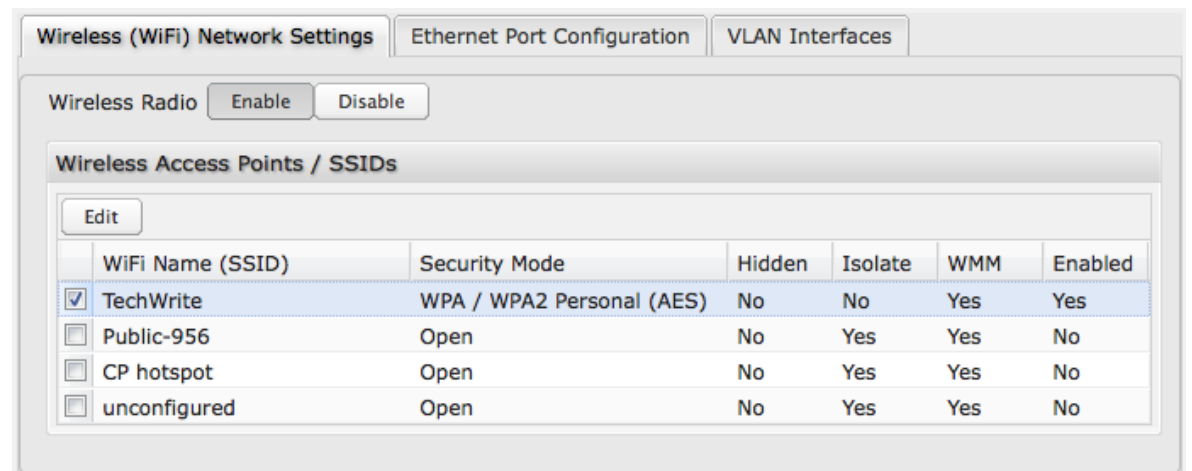 Wireless (WiFi) Network Settings Ethernet Port Configuration VLAN Interfaces
Wireless Radio Enable Disable
Wireless Access Points / SSIDs
Edit
WiFi Name (SSID) Security Mode Hidden Isolate WMM Enabled
TechWrite WPA / WPA2 Personal (AES) No No Yes Yes
Public-956 Open No Yes Yes No
CP hotspot Open No Yes Yes No
unconfigured Open No Yes Yes No